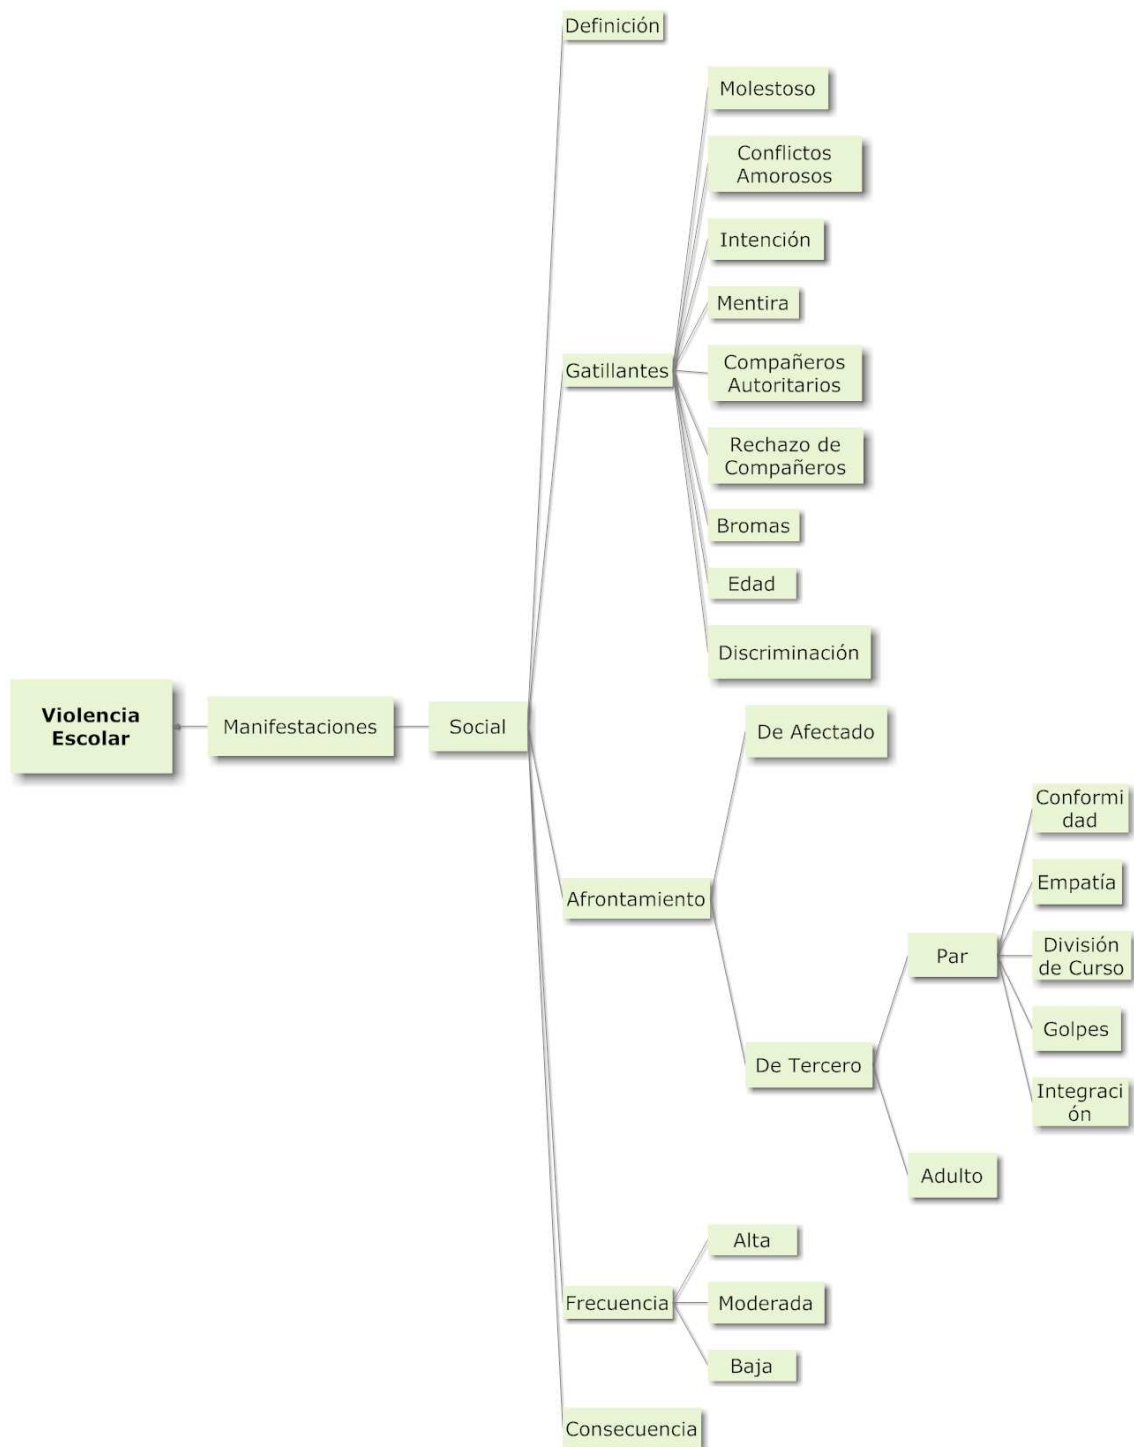 Definición
Molestoso
Conflictos
Amorosos
Intención
Mentira
Gatillantes
Compañeros
Autoritarios
Rechazo de
Compañeros
Bromas
Edad
Discriminación
Violencia
Escolar
Manifestaciones
Social
De Afectado
Conformi
dad
Empatía
Afrontamiento
División
de Curso
Par
Golpes
De Tercero
Integraci
ón
Adulto
Alta
Frecuencia
Moderada
Baja
Consecuencia